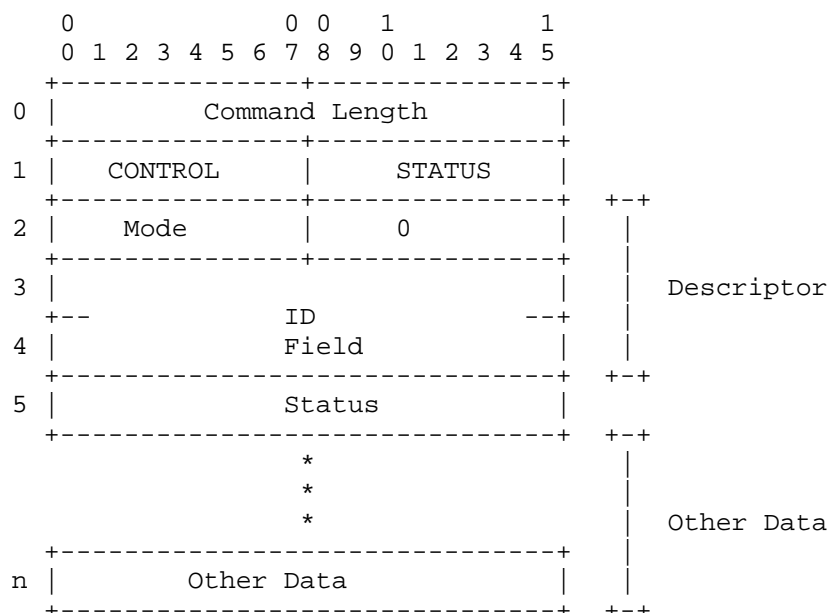 0             0 0   1         1
     0 1 2 3 4 5 6 7 8 9 0 1 2 3 4 5
    +---------------+---------------+
0   |         Command Length        |
    +---------------+---------------+
1   |   CONTROL     |     STATUS    |
    +---------------+---------------+  +-+
2   |    Mode       |     0         |   |
    +---------------+---------------+   |
3   |                               |   |  Descriptor
    +--            ID             --+   |
4   |              Field            |   |
    +-------------------------------+  +-+
5   |              Status           |
    +-------------------------------+  +-+
                    *                   |
                    *                   |
                    *                   |  Other Data
    +-------------------------------+   |
n   |        Other Data             |   |
    +-------------------------------+  +-+